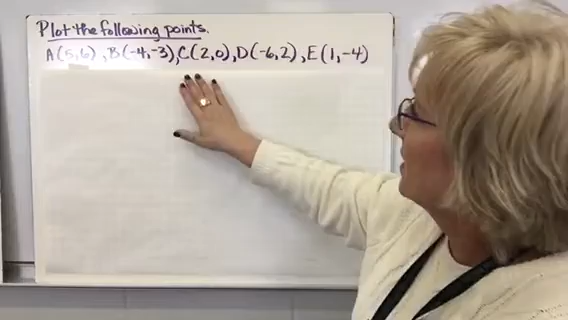 Plot the following points.
A(5,6), B(-4,-3), C(2,0), D(-6,2), E(1,-4)